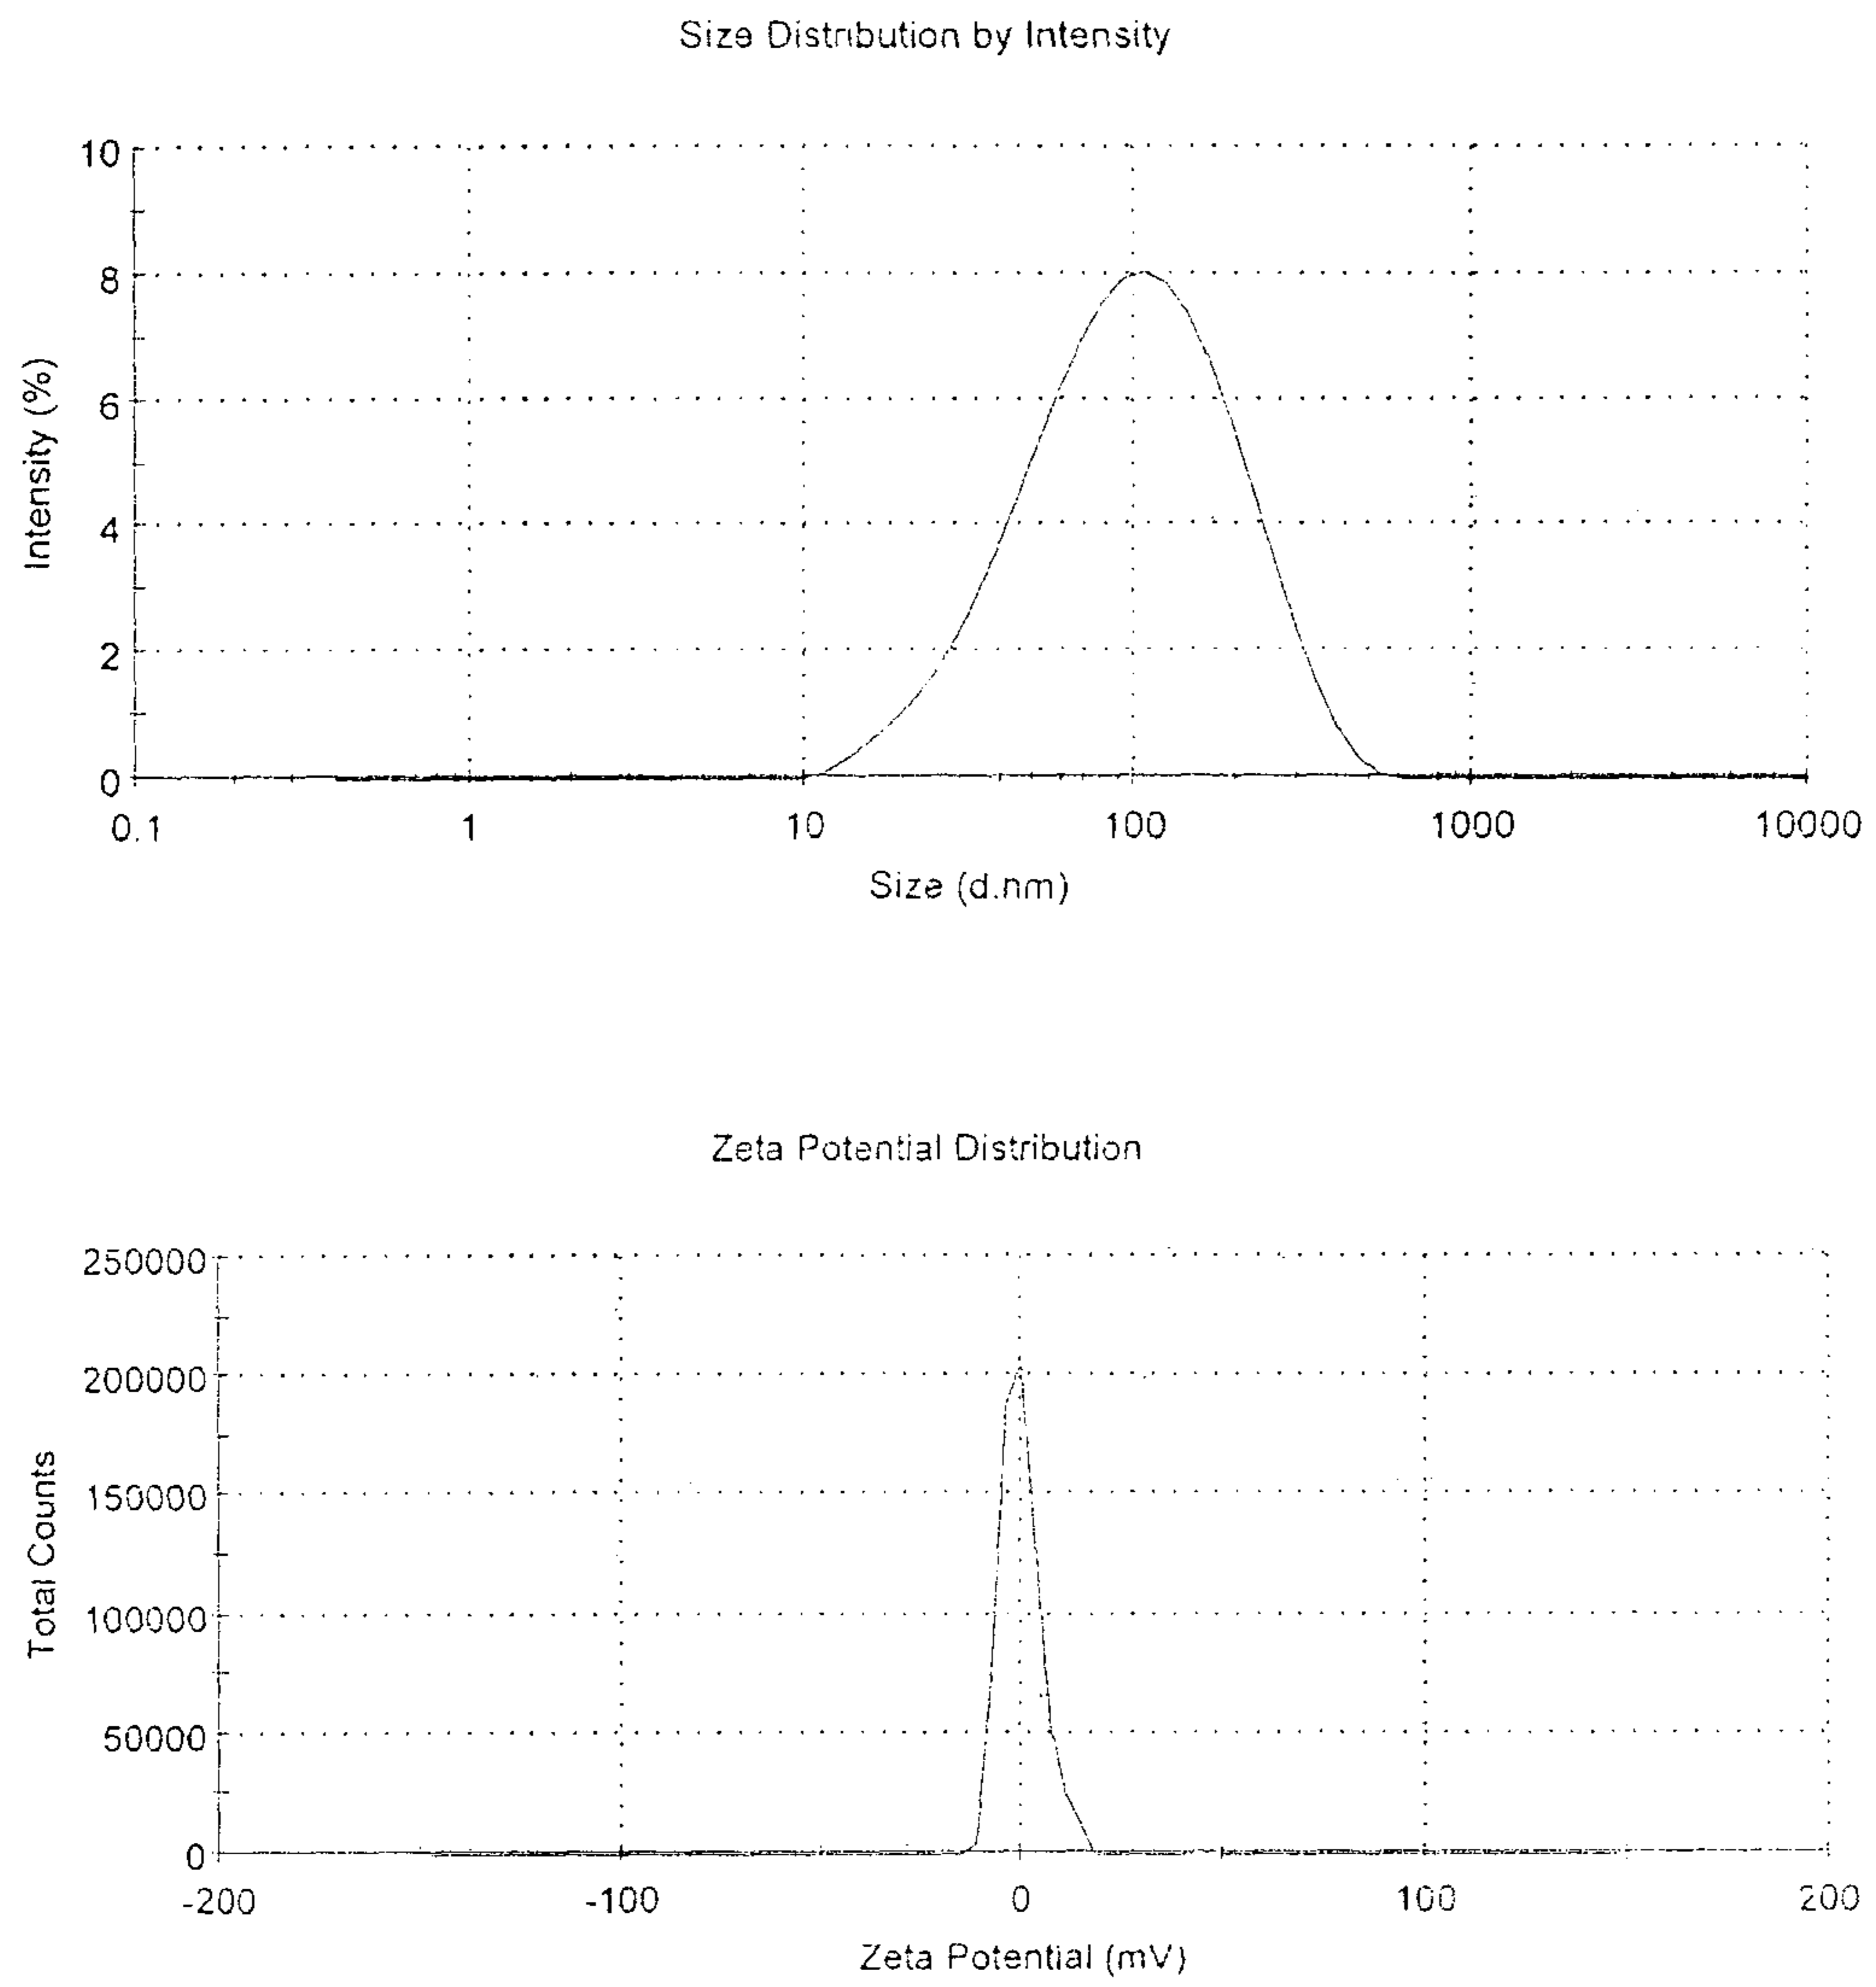 Size Distribution by Intensity
10
8
6
4
2
0
Intensity (%)
0.1 1 10 100 1000 10000
Size (d.nm)
Zeta Potential Distribution
250000
200000
150000
100000
50000
0
Total Counts
-200 -100 0 100 200
Zeta Potential (mV)